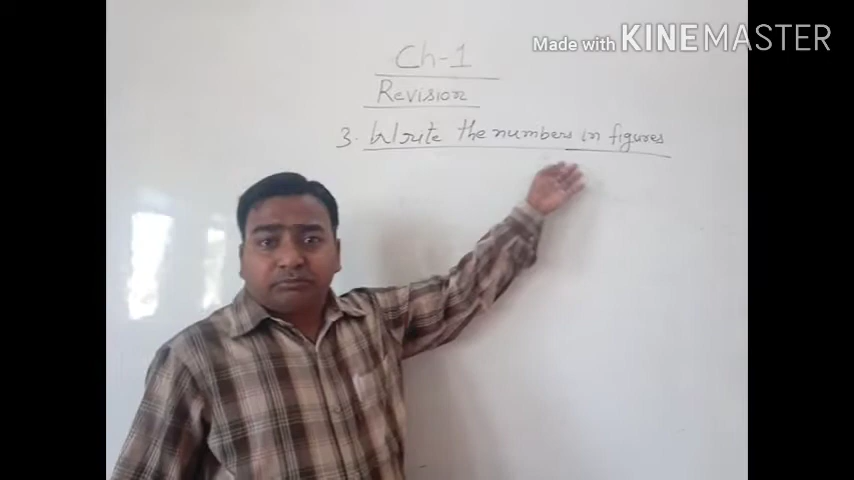 Made with KINEMASTER
Ch-1
Revision
3. Write the numbers in figures